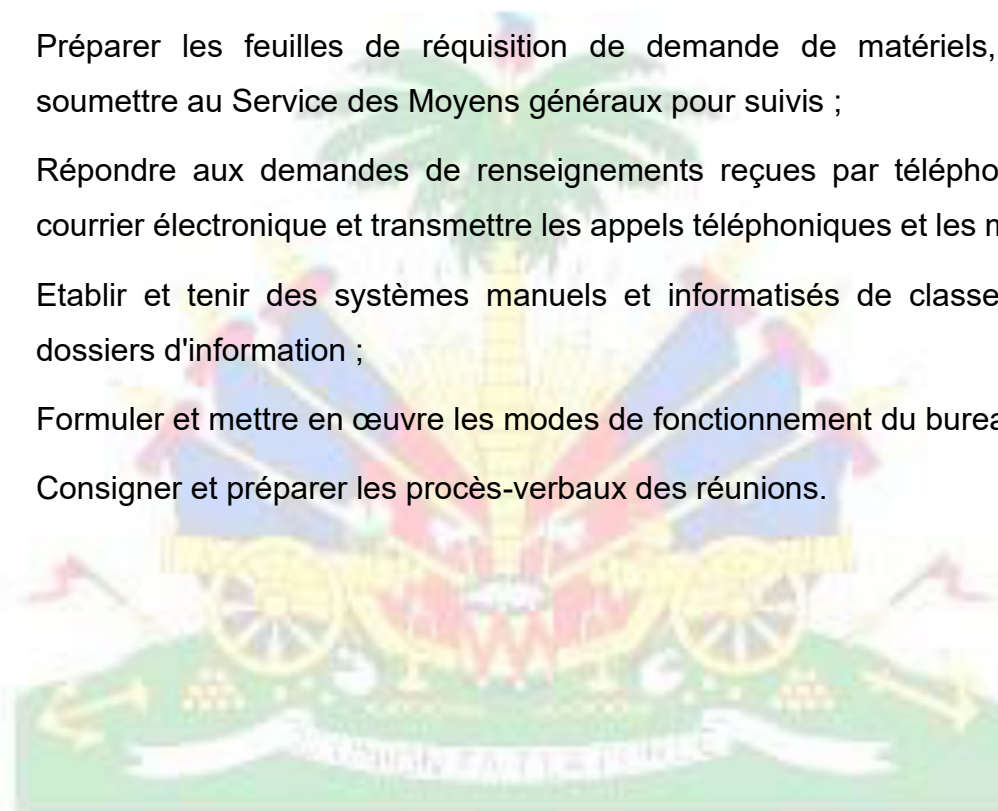 Préparer les feuilles de réquisition de demande de matériels,
soumettre au Service des Moyens généraux pour suivis ;
Répondre aux demandes de renseignements reçues par
courrier électronique et transmettre les appels téléphoniques et les
Etablir et tenir des systèmes manuels et informatisés de
dossiers d'information ;
Formuler et mettre en œuvre les modes de fonctionnement du
Consigner et préparer les procès-verbaux des réunions.